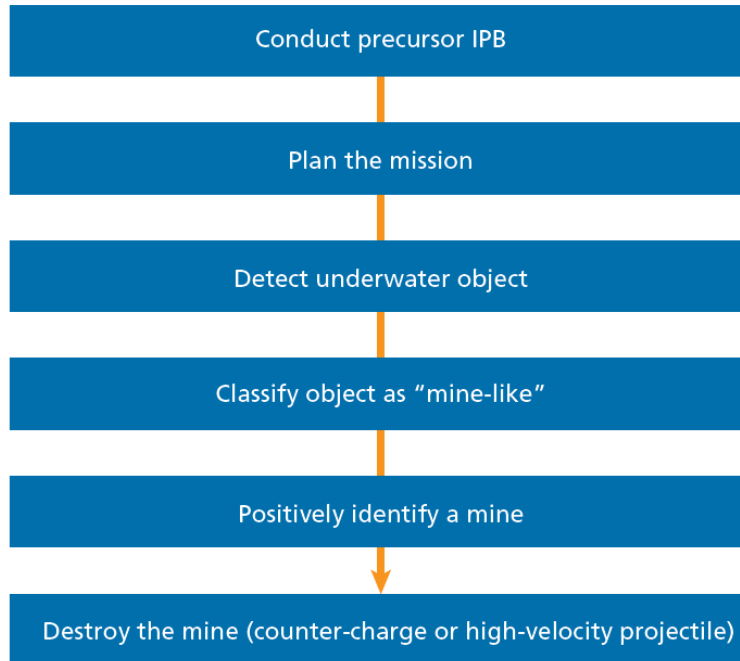 Conduct precursor IPB
Plan the mission
Detect underwater object
Classify object as “mine-like”
Positively identify a mine
Destroy the mine (counter-charge or high-velocity projectile)